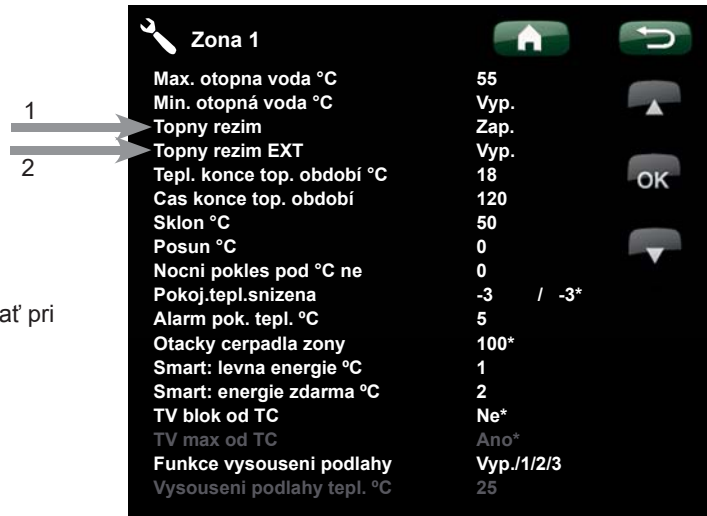 Zona 1
Max. otopna voda °C 55
Min. otopná voda °C Vyp.
1
Topny rezim Zap.
Topny rezim EXT Vyp.
2
Tepl. konce top. období °C 18
OK
Cas konce top. období 120
Sklon °C 50
Posun °C 0
Nocni pokles pod °C ne 0
Pokoj.tepl.snizena -3 / -3*
ať pri
Alarm pok. tepl. ºC 5
Otacky cerpadla zony 100*
Smart: levna energie ºC 1
Smart: energie zdarma ºC 2
TV blok od TC Ne*
TV max od TC Ano*
Funkce vysouseni podlahy Vyp./1/2/3
Vysouseni podlahy tepl. ºC 25